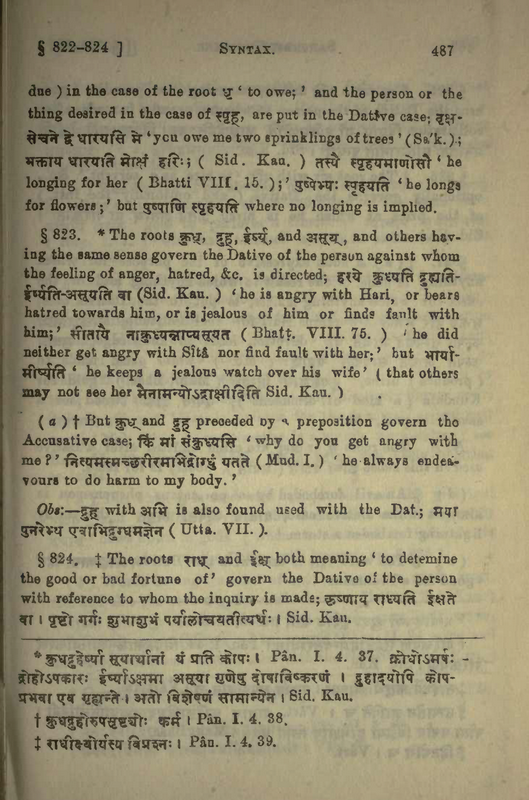 § 822-824 ] SYNTAX. 487
due ) in the case of the root धृ ‘ to owe; ’ and the person or the
thing desired in the case of स्पृह्, are put in the Dative case; वृक्ष-
सेचने द्वे धारयसि मे ‘you owe me two sprinklings of trees ’ (Sa'k.);
भक्ताय धारयति मोक्षं हरिः; ( Sid. Kau. ) तस्यै स्पृहयमाणोसौ ‘ he
longing for her ( Bhatti VIII. 15. );’ पुष्पेभ्यः स्पृहयति ‘ he longs
for flowers;’ but पुष्पाणि स्पृहयति where no longing is implied.
§ 823. * The roots क्रुध्, द्रुह्, ईर्ष्य्, and असूय्, and others hav-
ing the same sense govern the Dative of the person against whom
the feeling of anger, hatred, &c. is directed; हरये क्रुध्यति द्रुह्यति-
ईर्ष्यति-असूयति वा (Sid. Kau. ) ‘ he is angry with Hari, or bears
hatred towards him, or is jealous of him or finds fault with
him;’ सीतायै नाक्रुध्यन्नाप्यसूयत ( Bhaṭṭ. VIII. 75. ) ‘ he did
neither get angry with Sîtâ nor find fault with her;’ but भार्या-
मीर्ष्यति ‘ he keeps a jealous watch over his wife’ ( that others
may not see her मैनामन्योऽद्राक्षीदिति Sid. Kau. )
( a ) † But क्रुध् and द्रुह् preceded by a preposition govern the
Accusative case; किं मां संक्रुध्यसि ‘why do you get angry with
me ?’ नित्यमस्मच्छरीरमभिद्रोग्धुं यतते ( Mud. I. ) ‘ he always endea-
vours to do harm to my body. ’
Obs:—द्रुह् with अभि is also found used with the Dat.; मया
पुनरेभ्य एवाभिद्रुग्धमज्ञेन ( Utta. VII. ).
§ 824. ‡ The roots राध् and ईक्ष् both meaning ‘ to detemine
the good or bad fortune of’ govern the Dative of the person
with reference to whom the inquiry is made; कृष्णाय राध्यति ईक्षते
वा । पृष्टो गर्गः शुभाशुभं पर्यालोचयतीत्यर्थः । Sid. Kau.
* क्रुधद्रुहेर्ष्या सूयार्थानां यं प्रति कोपः । Pân. I. 4. 37. क्रोधोऽमर्षः -
द्रोहोऽपकारः ईर्ष्याऽक्षमा असूया गुणेषु दोषाविष्करणं । द्रुहादयोपि कोप-
प्रभवा एव गृह्यन्ते । अतो विशेषणं सामान्येन । Sid. Kau.
† क्रुधद्रुहोरुपसृष्टयोः कर्म । Pân. I. 4. 38.
‡ राधीक्ष्योर्यस्य विप्रश्नः । Pân. I. 4. 39.